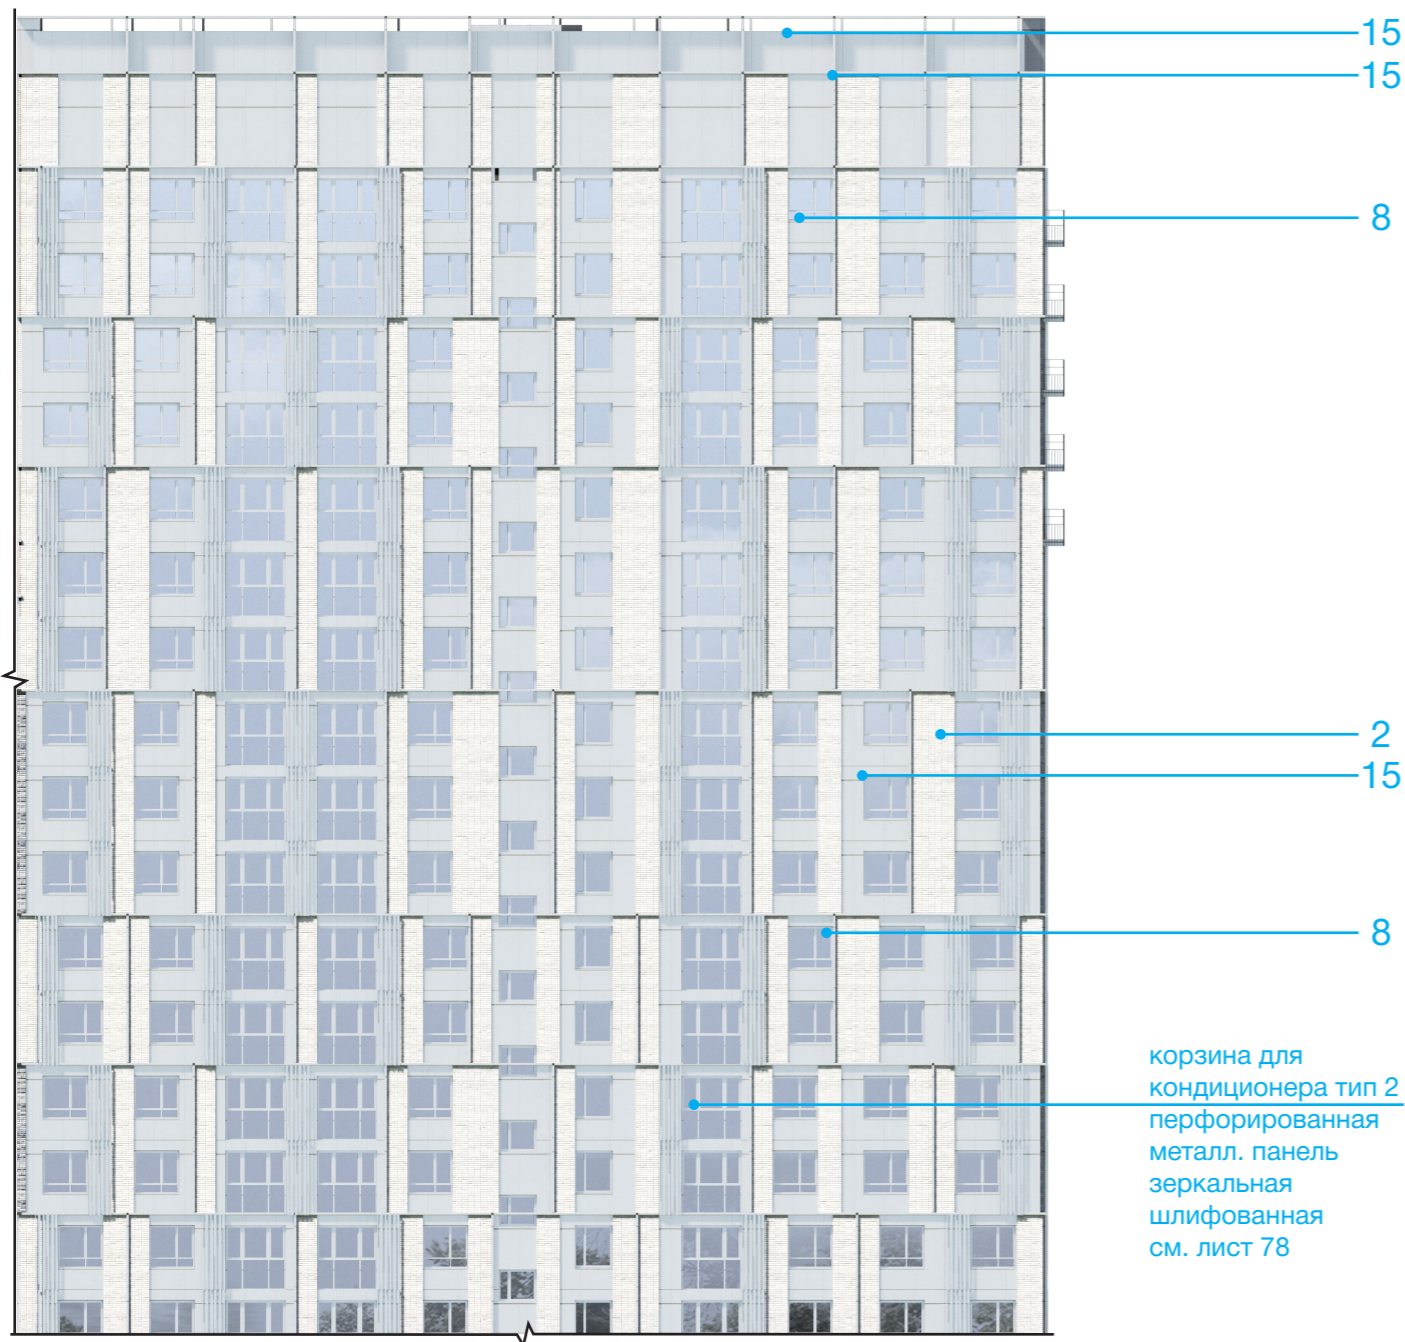 15
15
8
2
15
8
корзина для
кондиционера тип 2
перфорированная
металл. панель
зеркальная
шлифованная
см. лист 78